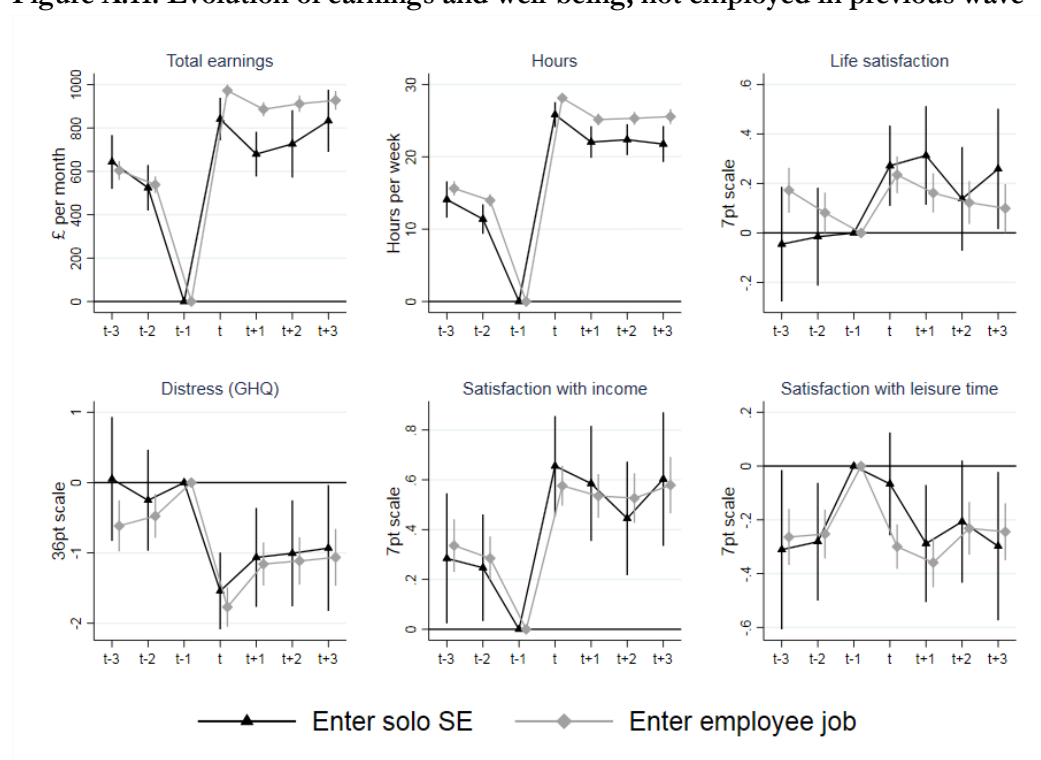 Figure A.11: Evolution of earnings and well-being, not employed in previous wave
Total earnings
£ per month
1000
800
600
400
200
0
t-3 t-2 t-1 t t+1 t+2 t+3
Hours
Hours per week
30
20
10
0
t-3 t-2 t-1 t t+1 t+2 t+3
Life satisfaction
7pt scale
.6
.4
.2
0
-.2
t-3 t-2 t-1 t t+1 t+2 t+3
Distress (GHQ)
36pt scale
1
0
-1
-2
t-3 t-2 t-1 t t+1 t+2 t+3
Satisfaction with income
7pt scale
.8
.6
.4
.2
0
t-3 t-2 t-1 t t+1 t+2 t+3
Satisfaction with leisure time
7pt scale
.2
0
-.2
-.4
-.6
t-3 t-2 t-1 t t+1 t+2 t+3
Enter solo SE
Enter employee job